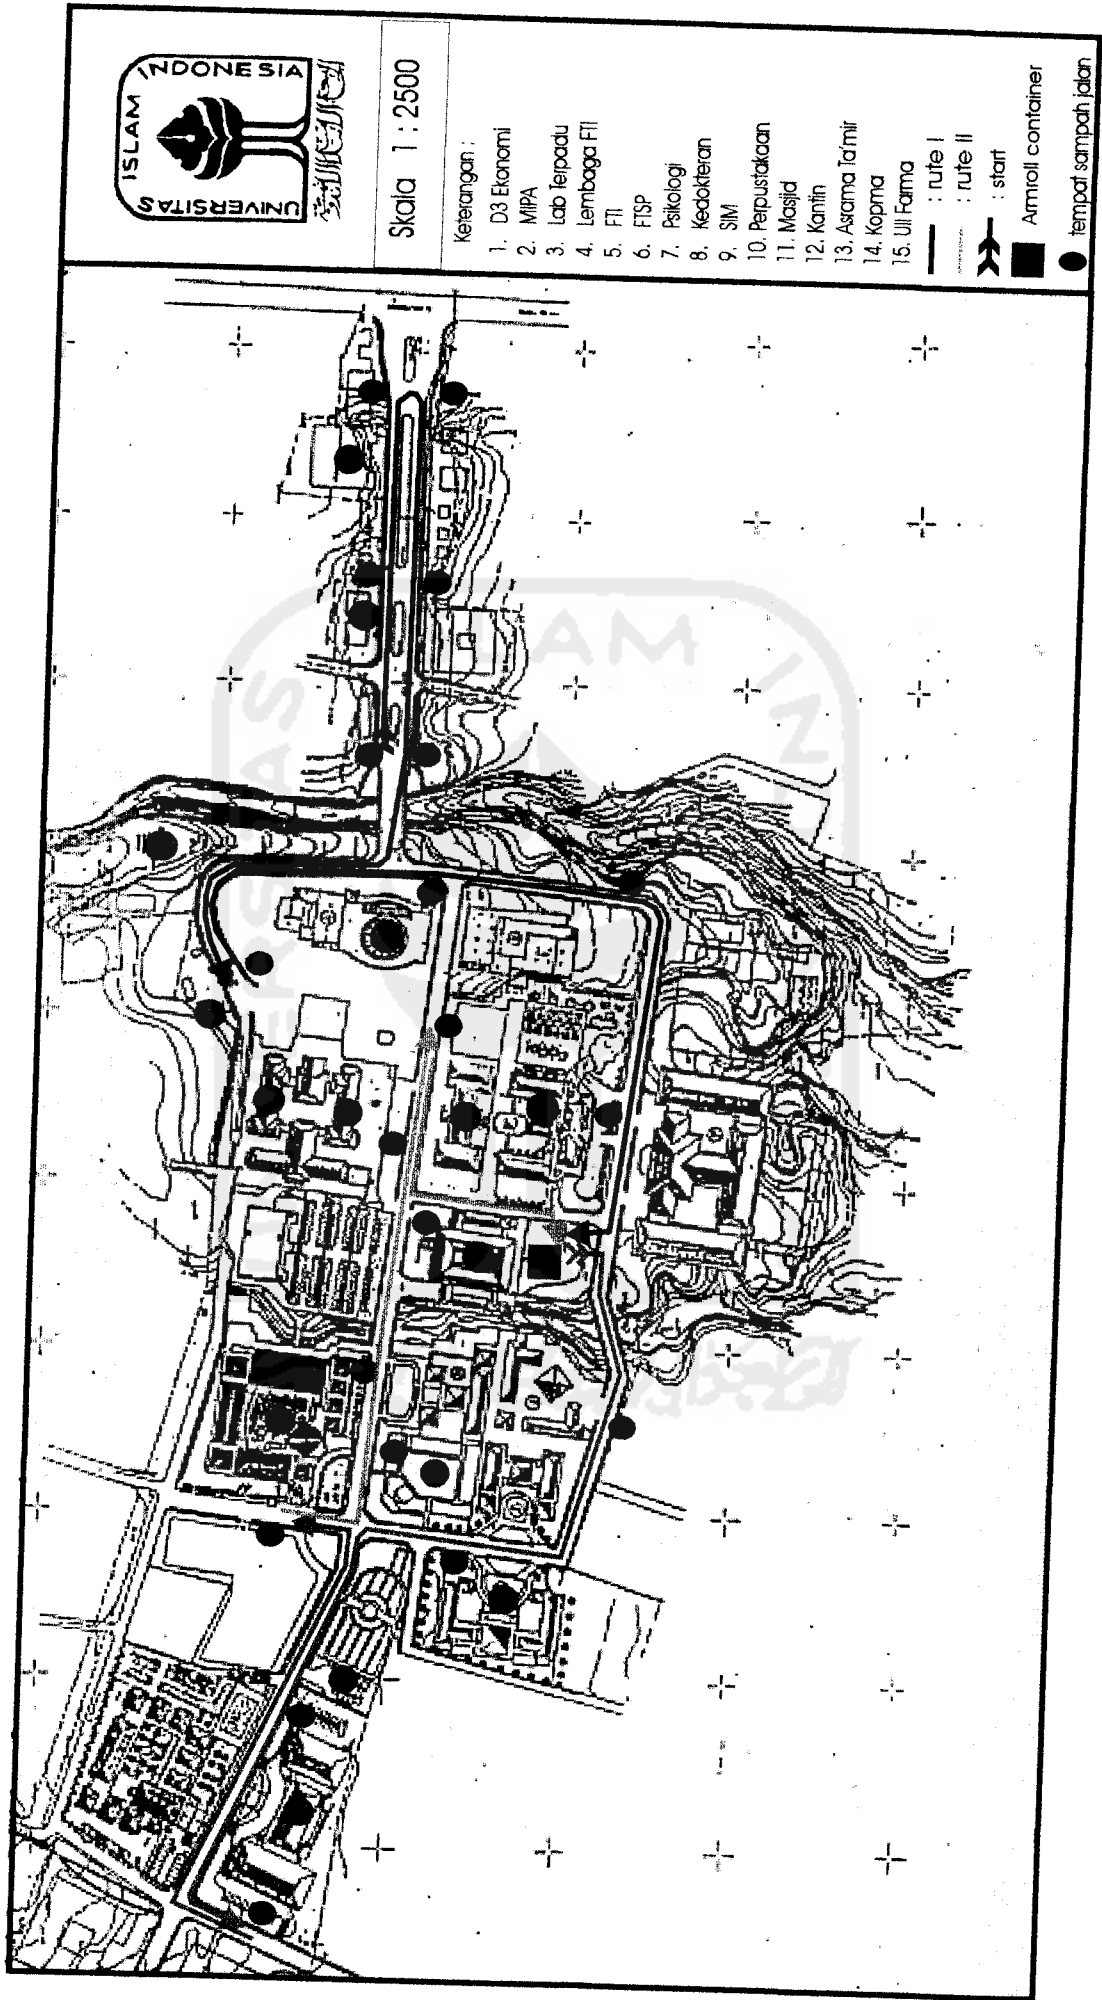 UNIVERSITAS ISLAM INDONESIA
Skala 1 : 2500
Keterangan :
1. D3 Ekonomi
2. MIPA
3. Lab Terpadu
4. Lembaga FTI
5. FTI
6. FTSP
7. Psikologi
8. Kedokteran
9. SIM
10. Perpustakaan
11. Masjid
12. Kantin
13. Asrama Ta'mir
14. Kopma
15. UII Farma
: rute I
: rute II
: start
Armroll container
tempat sampah jalan